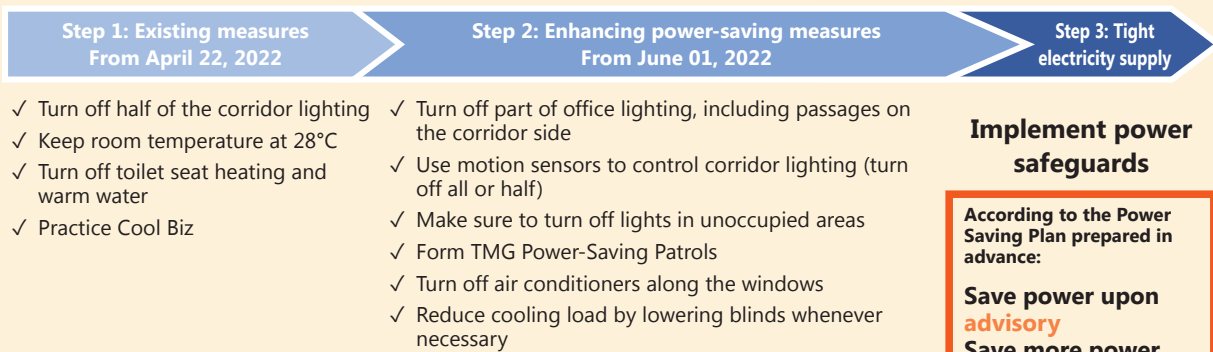 Step 1: Existing measures
From April 22, 2022
Step 2: Enhancing power-saving measures
From June 01, 2022
Step 3: Tight
electricity supply
✓ Turn off half of the corridor lighting
✓ Keep room temperature at 28°C
✓ Turn off toilet seat heating and
warm water
✓ Practice Cool Biz
✓ Turn off part of office lighting, including passages on
the corridor side
✓ Use motion sensors to control corridor lighting (turn
off all or half)
✓ Make sure to turn off lights in unoccupied areas
✓ Form TMG Power-Saving Patrols
✓ Turn off air conditioners along the windows
✓ Reduce cooling load by lowering blinds whenever
necessary
Implement power
safeguards
According to the Power
Saving Plan prepared in
advance:
Save power upon
advisory
Save more power